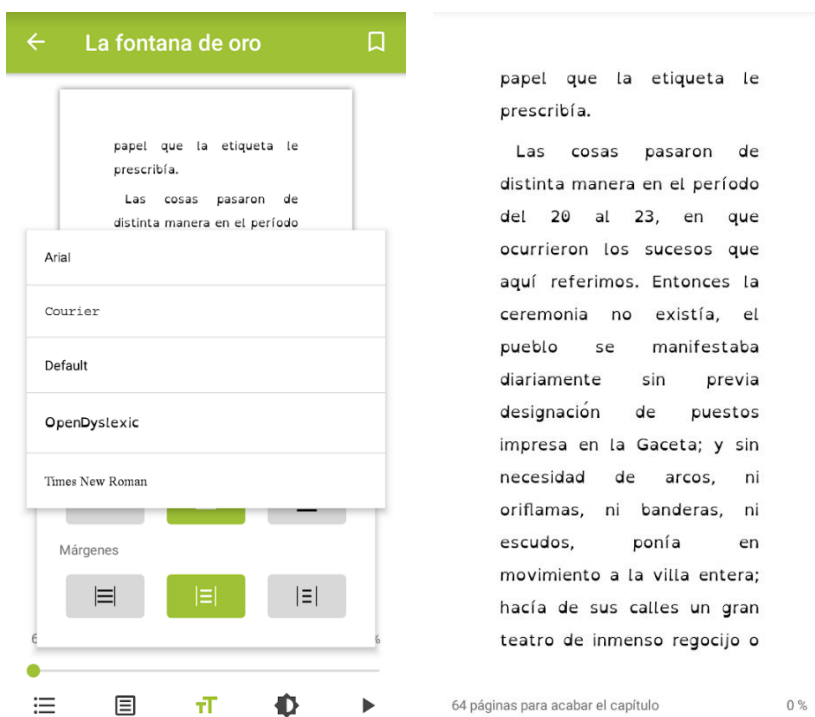 La fontana de oro
papel que la etiqueta le
prescribía.
Las cosas pasaron de
distinta manera en el período
Arial
Courier
Default
OpenDyslexic
Times New Roman
Márgenes
6
%
papel que la etiqueta le
prescribía.
Las cosas pasaron de
distinta manera en el período
del 20 al 23, en que
ocurrieron los sucesos que
aquí referimos. Entonces la
ceremonia no existía, el
pueblo se manifestaba
diariamente sin previa
designación de puestos
impresa en la Gaceta; y sin
necesidad de arcos, ni
oriflamas, ni banderas, ni
escudos, ponía en
movimiento a la villa entera;
hacía de sus calles un gran
teatro de inmenso regocijo o
64 páginas para acabar el capítulo 0 %